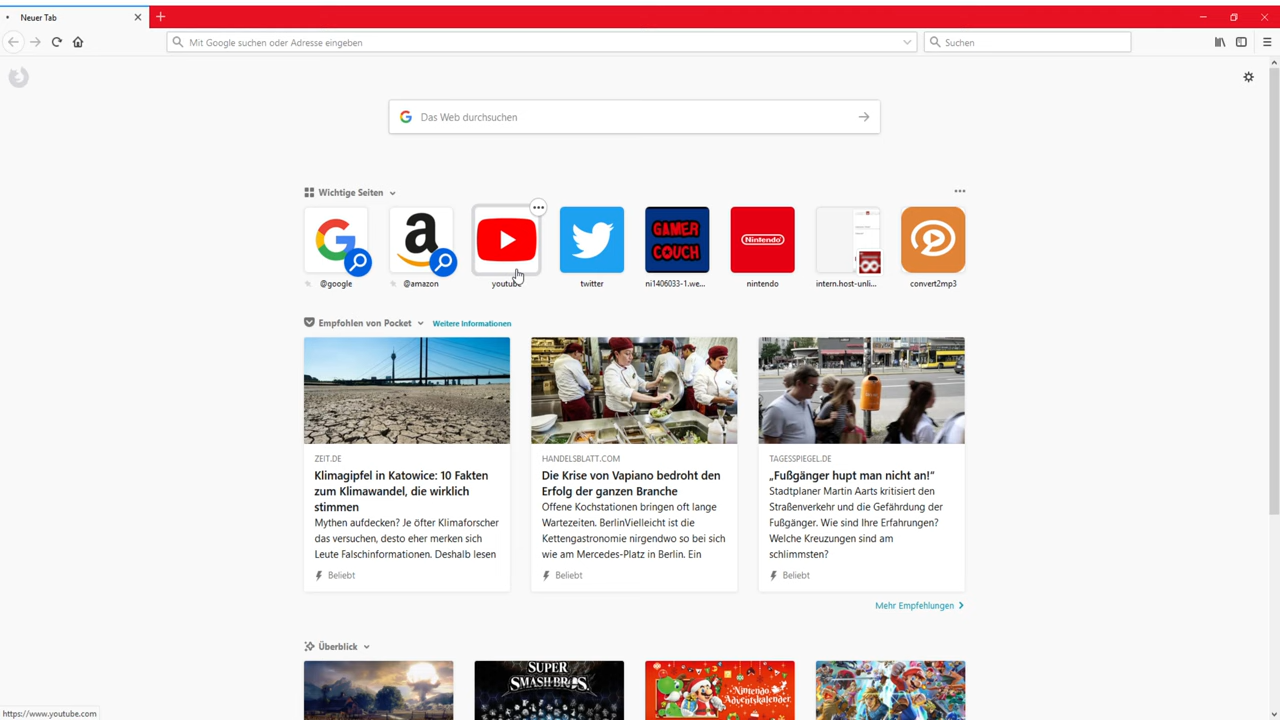 Neuer Tab
Mit Google suchen oder Adresse eingeben
Suchen
Das Web durchsuchen
Wichtige Seiten
GAMER
COUCH
Nintendo
@google
@amazon
youtube
twitter
ni1406033-1.we...
nintendo
intern.host-unli...
convert2mp3
Empfohlen von Pocket
Weitere Informationen
ZEIT.DE
Klimagipfel in Katowice: 10 Fakten
zum Klimawandel, die wirklich
stimmen
Mythen aufdecken? Je öfter Klimaforscher
das versuchen, desto eher merken sich
Leute Falschinformationen. Deshalb lesen
Beliebt
HANDELSBLATT.COM
Die Krise von Vapiano bedroht den
Erfolg der ganzen Branche
Offene Kochstationen bringen oft lange
Wartezeiten. BerlinVielleicht ist die
Kettengastronomie nirgendwo so bei sich
wie am Mercedes-Platz in Berlin. Ein
Beliebt
TAGESSPIEGEL.DE
„Fußgänger hupt man nicht an!“
Stadtplaner Martin Aarts kritisiert den
Straßenverkehr und die Gefährdung der
Fußgänger. Wie sind Ihre Erfahrungen?
Welche Kreuzungen sind am
schlimmsten?
Beliebt
Mehr Empfehlungen
Überblick
SUPER
SMASH BROS.
Nintendo
Adventskalender
https://www.youtube.com